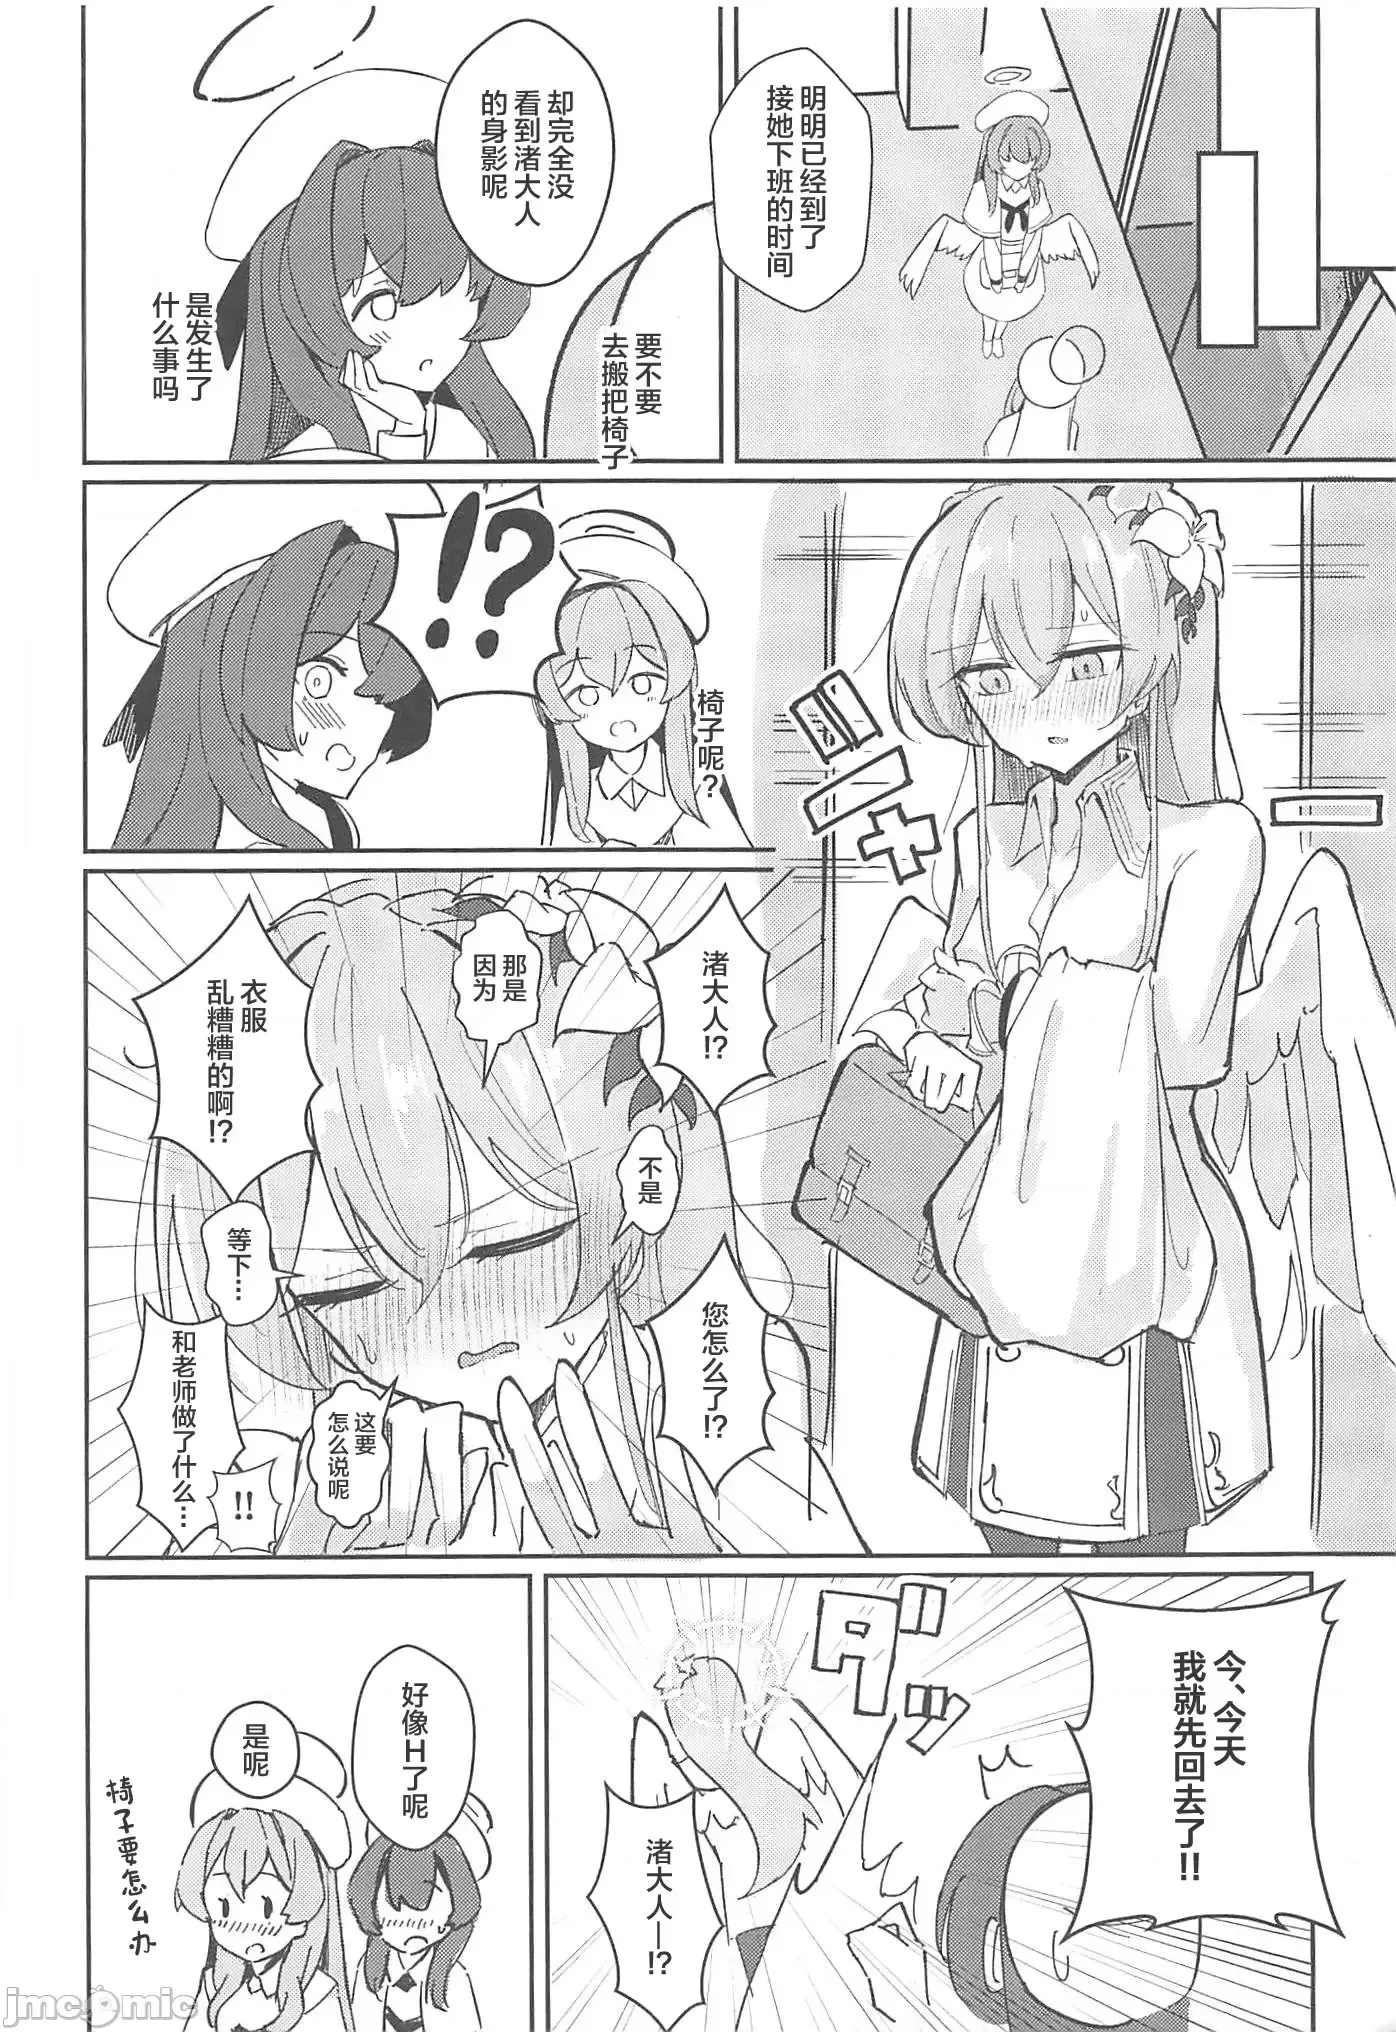 明明已经到了
接她下班的时间
却完全没
看到渚大人
的身影呢
要不要
去搬把椅子
是发生了
什么事吗
!?
椅子呢?
ジーキ
渚大人!?
那是
因为
衣服
乱糟糟的啊!?
不是
等下…
您怎么了!?
和老师做了什么…
这要
怎么说呢
!!
今、今天
我就先回去了!!
ダッ
渚大人—!?
好像H了呢
是呢
椅子要怎么办
jmcomic